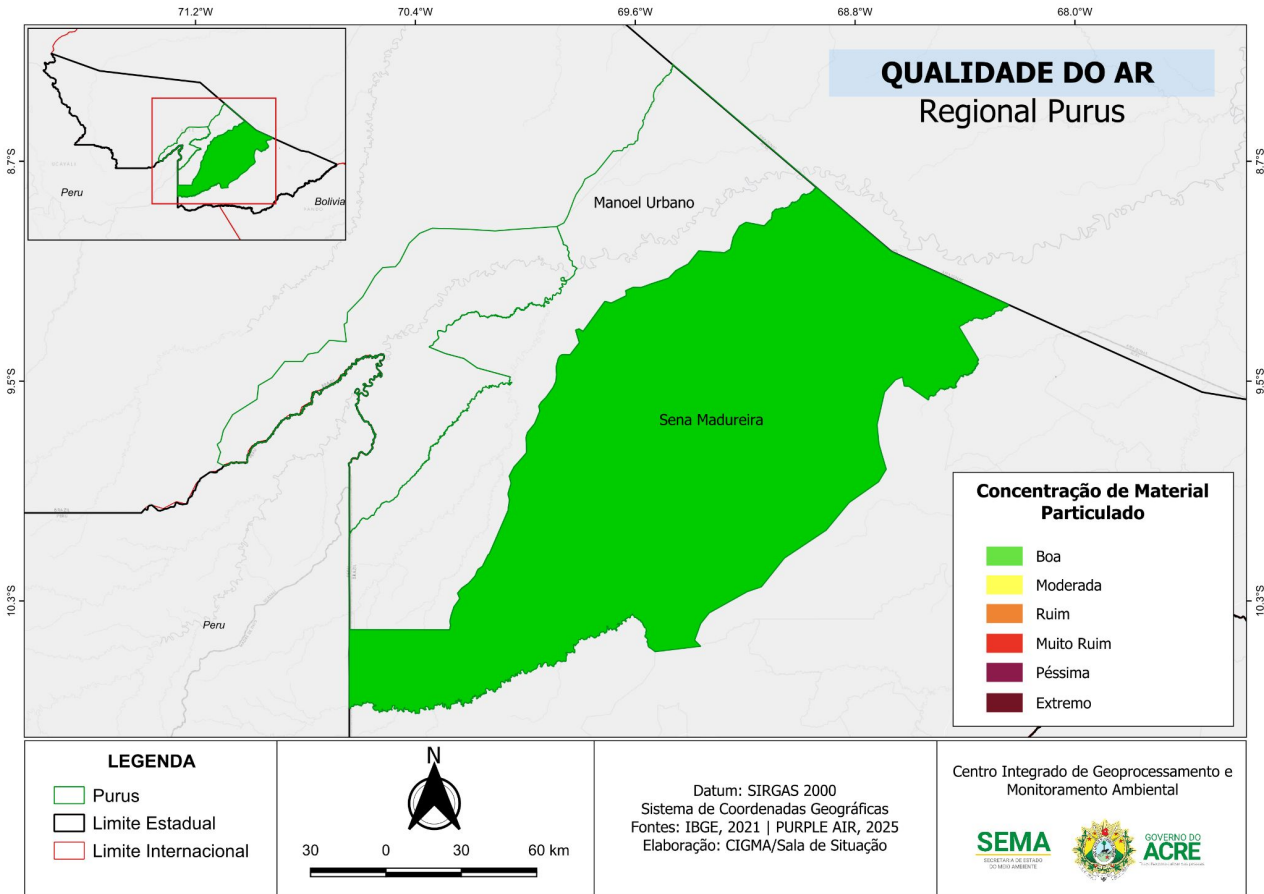 71.2°W
70.4°W
69.6°W
68.8°W
68.0°W
QUALIDADE DO AR
Regional Purus
8.7°S
8.7°S
9.5°S
9.5°S
10.3°S
10.3°S
Peru
Bolivia
Manoel Urbano
Sena Madureira
Peru
Concentração de Material
Particulado
Boa
Moderada
Ruim
Muito Ruim
Péssima
Extremo
LEGENDA
Purus
Limite Estadual
Limite Internacional
N
30 0 30 60 km
Datum: SIRGAS 2000
Sistema de Coordenadas Geográficas
Fontes: IBGE, 2021 | PURPLE AIR, 2025
Elaboração: CIGMA/Sala de Situação
Centro Integrado de Geoprocessamento e
Monitoramento Ambiental
SEMA
SECRETARIA DE ESTADO
DO MEIO AMBIENTE
GOVERNO DO
ACRE